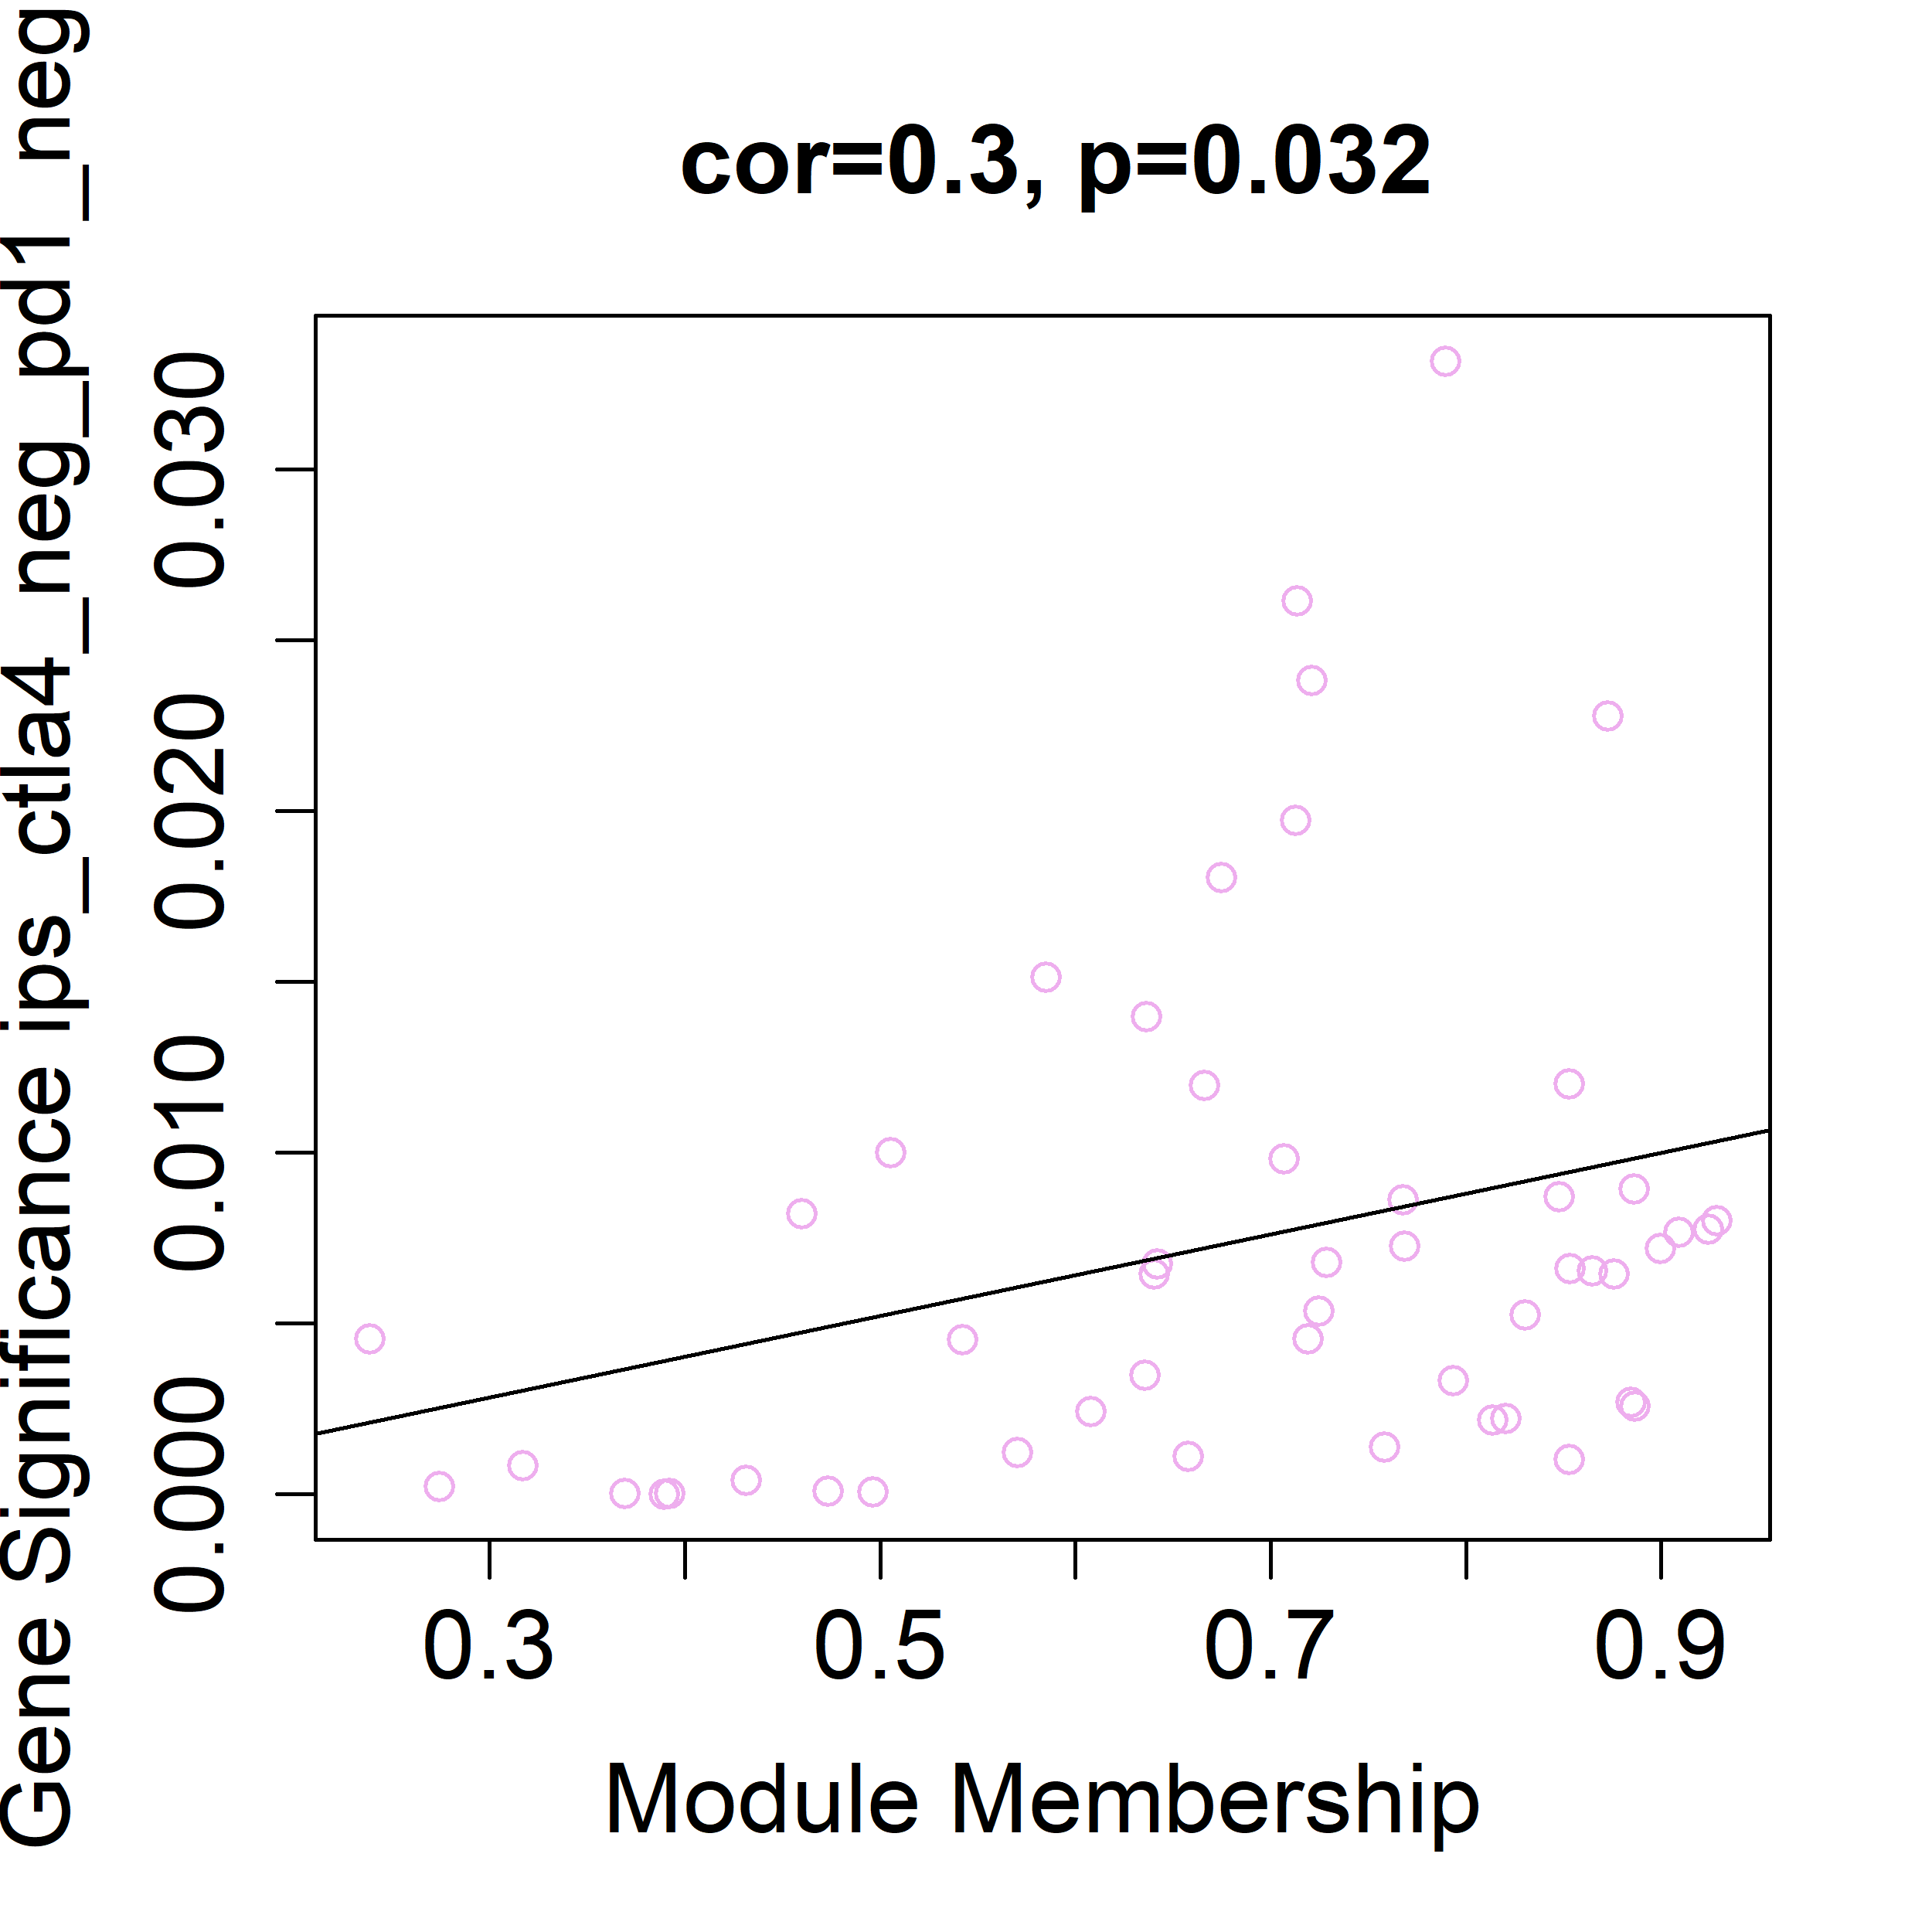 cor=0.3, p=0.032
Gene Significance ips_ctla4_neg_pd1_neg
0.030
0.020
0.010
0.000
0.3 0.5 0.7 0.9
Module Membership